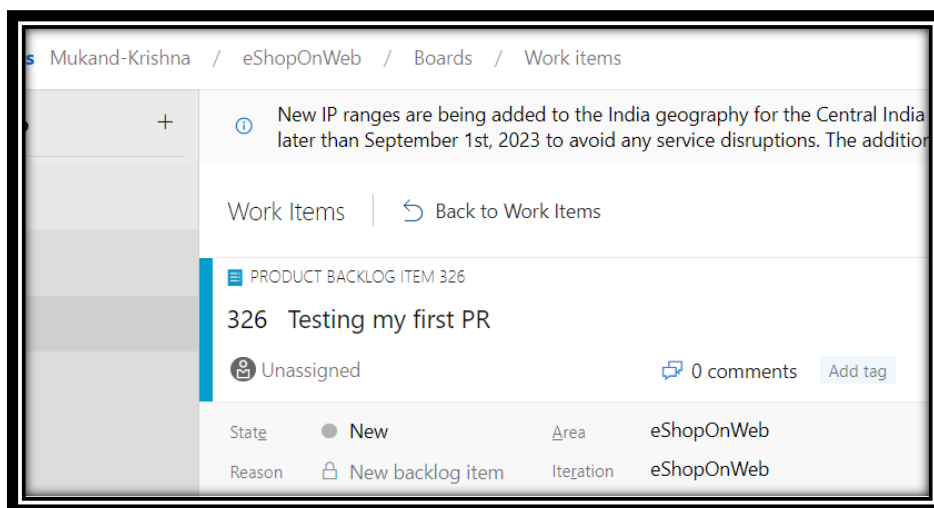 s Mukand-Krishna / eShopOnWeb / Boards / Work items
+
New IP ranges are being added to the India geography for the Central India
later than September 1st, 2023 to avoid any service disruptions. The addition
Work Items Back to Work Items
PRODUCT BACKLOG ITEM 326
326 Testing my first PR
Unassigned 0 comments Add tag
State New Area eShopOnWeb
Reason New backlog item Iteration eShopOnWeb